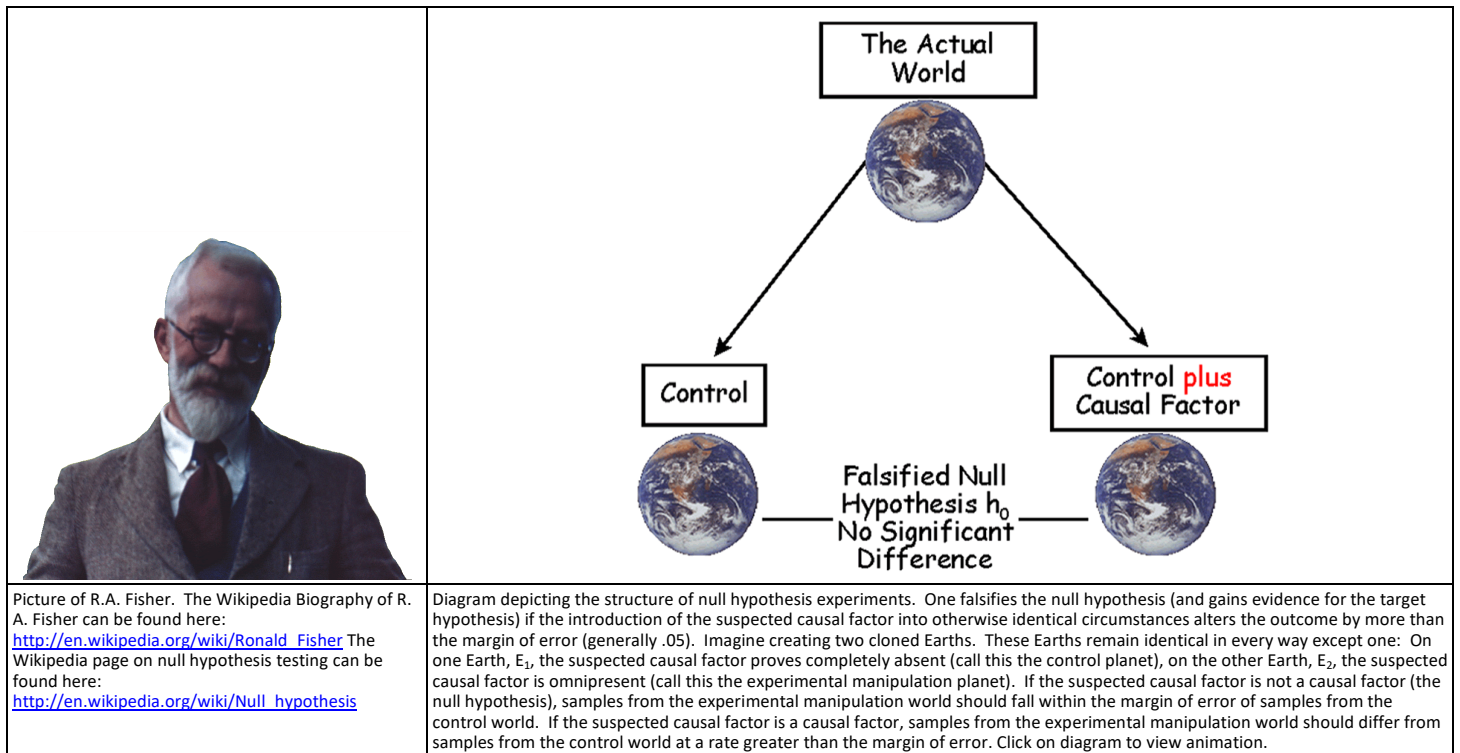 The Actual
World
Control
Control plus
Causal Factor
Falsified Null
Hypothesis h₀
No Significant
Difference
Picture of R.A. Fisher.  The Wikipedia Biography of R.
A. Fisher can be found here:
http://en.wikipedia.org/wiki/Ronald_Fisher The
Wikipedia page on null hypothesis testing can be
found here:
http://en.wikipedia.org/wiki/Null_hypothesis
Diagram depicting the structure of null hypothesis experiments.  One falsifies the null hypothesis (and gains evidence for the target
hypothesis) if the introduction of the suspected causal factor into otherwise identical circumstances alters the outcome by more than
the margin of error (generally .05).  Imagine creating two cloned Earths.  These Earths remain identical in every way except one: On
one Earth, E₁, the suspected causal factor proves completely absent (call this the control planet), on the other Earth, E₂, the suspected
causal factor is omnipresent (call this the experimental manipulation planet).  If the suspected causal factor is not a causal factor (the
null hypothesis), samples from the experimental manipulation world should fall within the margin of error of samples from the
control world.  If the suspected causal factor is a causal factor, samples from the experimental manipulation world should differ from
samples from the control world at a rate greater than the margin of error. Click on diagram to view animation.